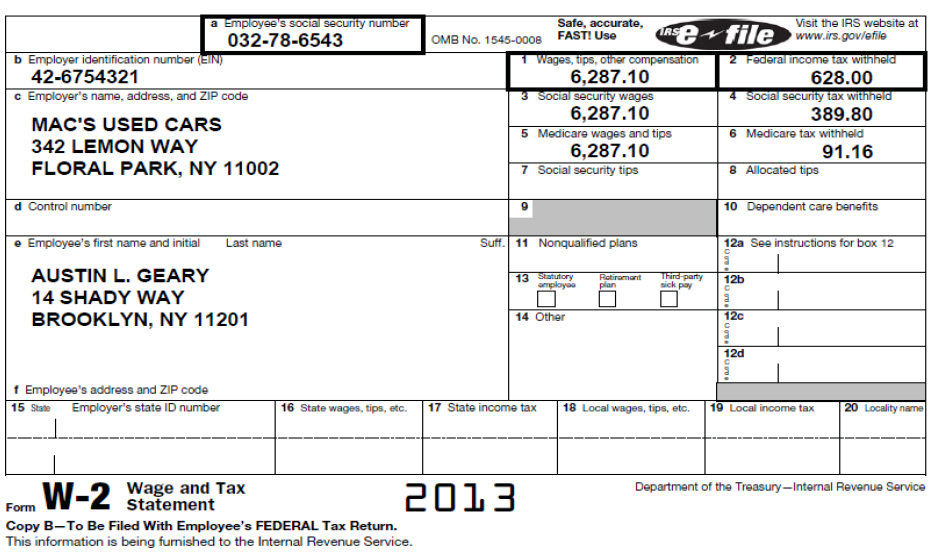 a Employee's social security number
032-78-6543
OMB No. 1545-0008
Safe, accurate,
FAST! Use
IRS e~file
Visit the IRS website at
www.irs.gov/efile
b Employer identification number (EIN)
42-6754321
1 Wages, tips, other compensation
6,287.10
2 Federal income tax withheld
628.00
c Employer's name, address, and ZIP code
MAC'S USED CARS
342 LEMON WAY
FLORAL PARK, NY 11002
3 Social security wages
6,287.10
4 Social security tax withheld
389.80
5 Medicare wages and tips
6,287.10
6 Medicare tax withheld
91.16
7 Social security tips
8 Allocated tips
d Control number
9
10 Dependent care benefits
e Employee's first name and initial Last name Suff.
AUSTIN L. GEARY
14 SHADY WAY
BROOKLYN, NY 11201
11 Nonqualified plans
12a See instructions for box 12
Code
13 Statutory employee Retirement plan Third-party sick pay
12b
Code
14 Other
12c
Code
12d
Code
f Employee's address and ZIP code
15 State Employer's state ID number
16 State wages, tips, etc.
17 State income tax
18 Local wages, tips, etc.
19 Local income tax
20 Locality name
Form W-2 Wage and Tax Statement
2013
Department of the Treasury—Internal Revenue Service
Copy B—To Be Filed With Employee's FEDERAL Tax Return.
This information is being furnished to the Internal Revenue Service.